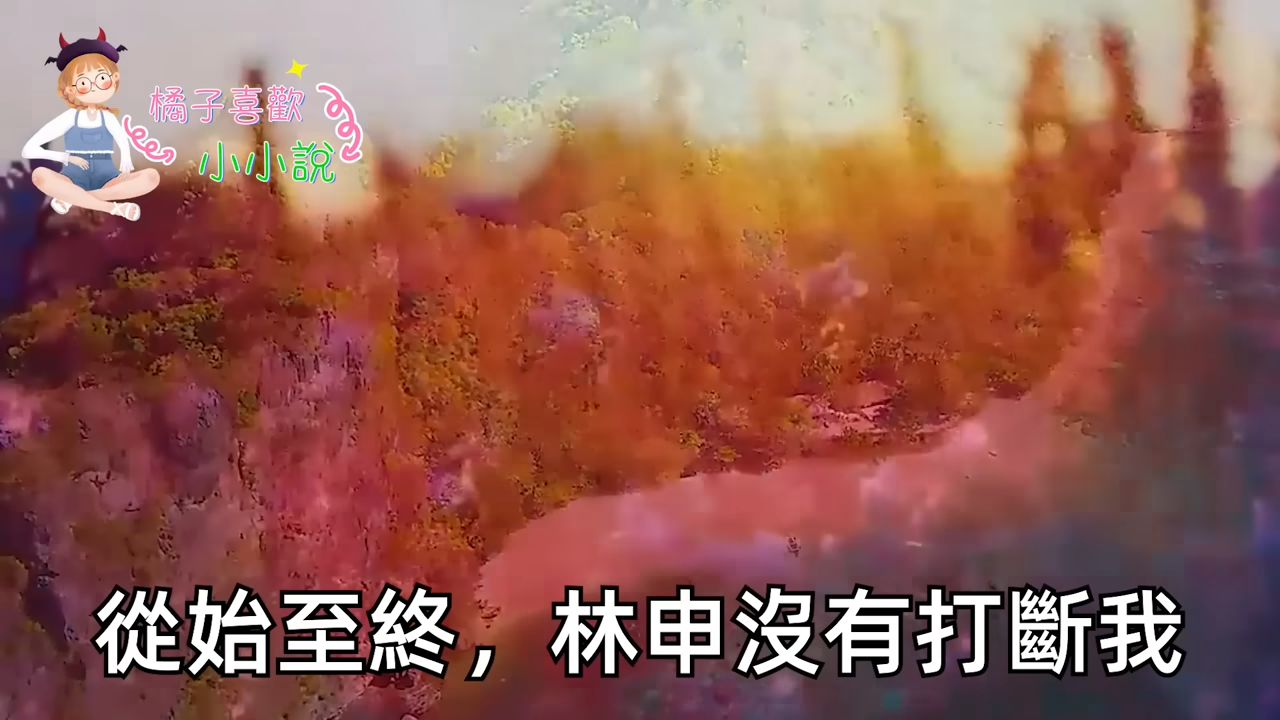 橘子喜歡
小小說
從始至終，林申沒有打斷我